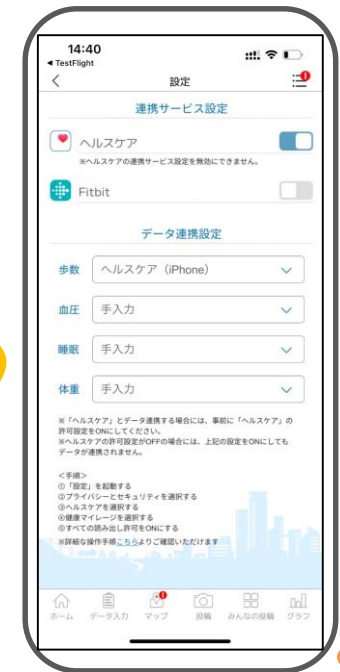 14:40
◀ TestFlight
設定
連携サービス設定
ヘルスケア
※ヘルスケアの連携サービス設定を無効にできません。
Fitbit
データ連携設定
歩数 ヘルスケア（iPhone）
血圧 手入力
睡眠 手入力
体重 手入力
※「ヘルスケア」とデータ連携する場合には、事前に「ヘルスケア」の
許可設定をONにしてください。
※ヘルスケアの許可設定がOFFの場合には、上記の設定をONにしても
データが連携されません。
<手順>
①「設定」を起動する
②プライバシーとセキュリティを選択する
③ヘルスケアを選択する
④健康マイレージを選択する
⑤すべての読み出し許可をONにする
※詳細な操作手順こちらよりご確認いただけます
ホーム データ入力 マップ 投稿 みんなの投稿 グラフ